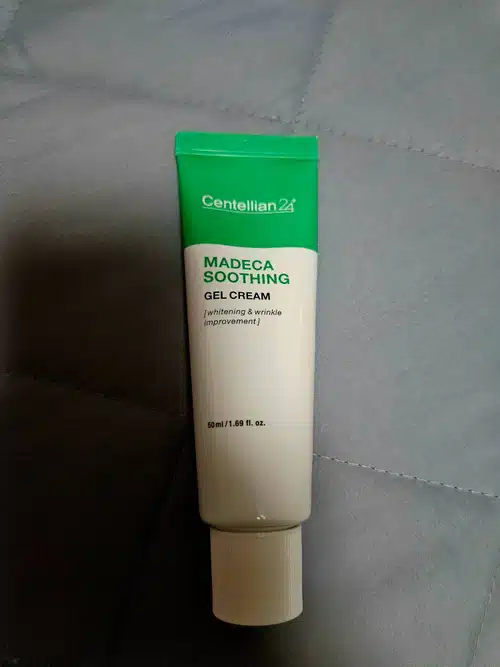 Centellian24
MADECA
SOOTHING
GEL CREAM
[whitening & wrinkle
improvement]
50ml/1.69 fl. oz.